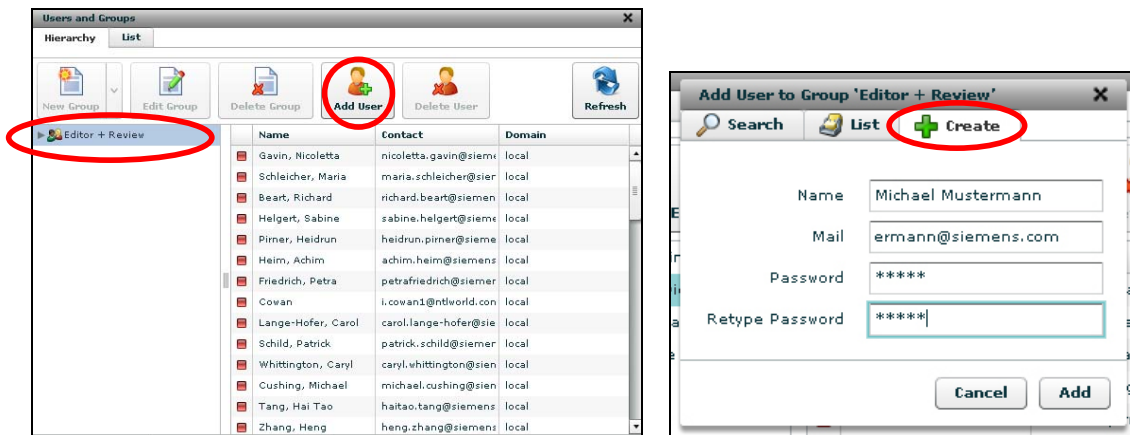 Users and Groups
Hierarchy List
New Group Edit Group Delete Group Add User Delete User Refresh
Editor + Review
Name Contact Domain
Gavin, Nicoletta nicoletta.gavin@sieme local
Schleicher, Maria maria.schleicher@sier local
Beart, Richard richard.beart@siemen local
Helgert, Sabine sabine.helgert@sieme local
Pirner, Heidrun heidrun.pirner@sieme local
Heim, Achim achim.heim@siemens local
Friedrich, Petra petrafriedrich@siemer local
Cowan i.cowan1@ntlworld.con local
Lange-Hofer, Carol carol.lange-hofer@sie local
Schild, Patrick patrick.schild@siemer local
Whittington, Caryl caryl.whittington@sien local
Cushing, Michael michael.cushing@sien local
Tang, Hai Tao haitao.tang@siemens local
Zhang, Heng heng.zhang@siemens local
Add User to Group 'Editor + Review'
Search List Create
Name Michael Mustermann
Mail ermann@siemens.com
Password *****
Retype Password *****
Cancel Add